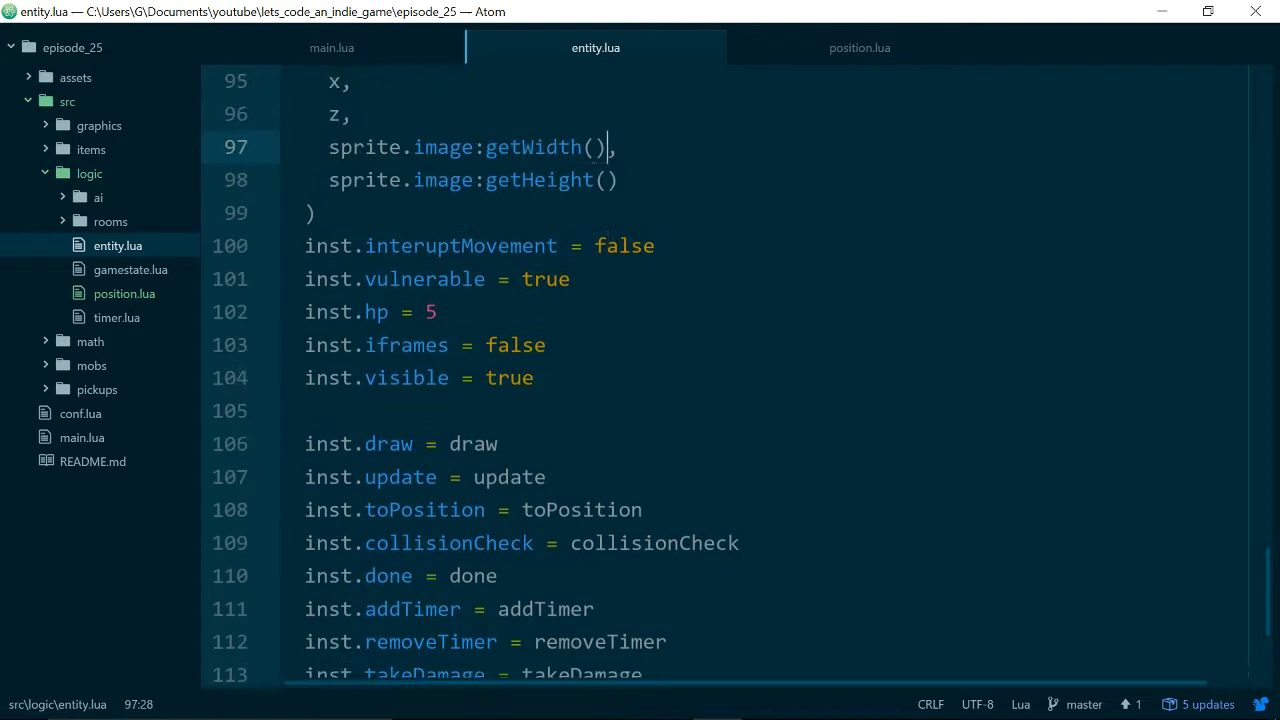 entity.lua — C:\Users\G\Documents\youtube\lets_code_an_indie_game\episode_25 — Atom
episode_25
main.lua
entity.lua
position.lua
assets
src
graphics
items
logic
ai
rooms
entity.lua
gamestate.lua
position.lua
timer.lua
math
mobs
pickups
conf.lua
main.lua
README.md
95 x,
96 z,
97 sprite.image:getWidth(),
98 sprite.image:getHeight()
99 )
100 inst.interuptMovement = false
101 inst.vulnerable = true
102 inst.hp = 5
103 inst.iframes = false
104 inst.visible = true
105
106 inst.draw = draw
107 inst.update = update
108 inst.toPosition = toPosition
109 inst.collisionCheck = collisionCheck
110 inst.done = done
111 inst.addTimer = addTimer
112 inst.removeTimer = removeTimer
113 inst.takeDamage = takeDamage
src\logic\entity.lua 97:28 CRLF UTF-8 Lua master 1 5 updates